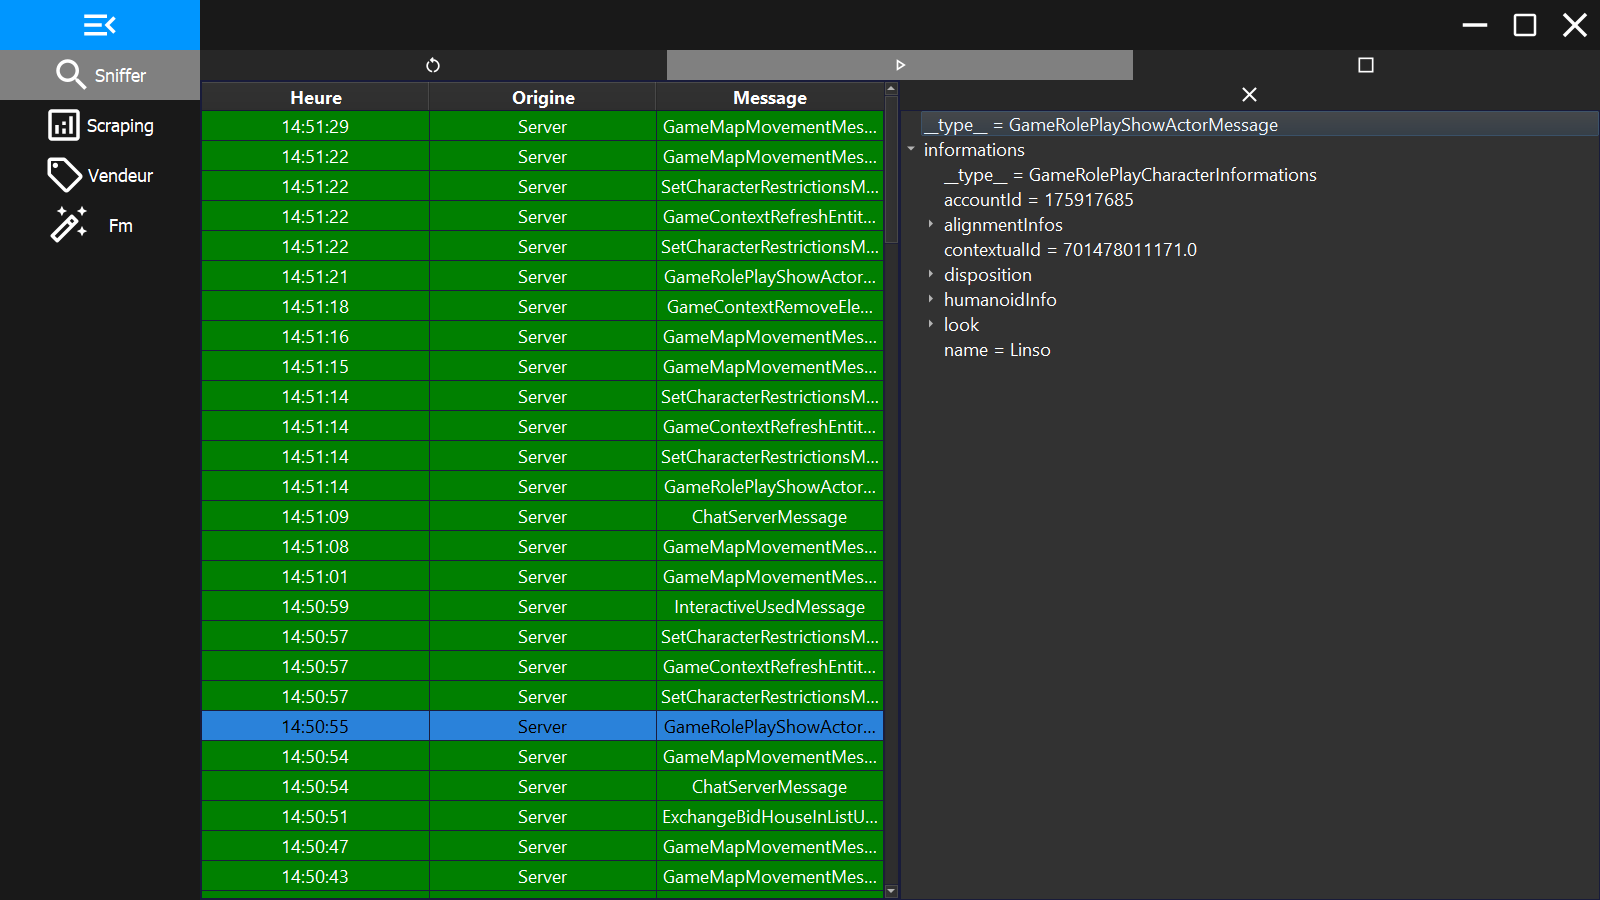 Sniffer
Scraping
Vendeur
Fm
Heure Origine Message
14:51:29 Server GameMapMovementMes...
14:51:22 Server GameMapMovementMes...
14:51:22 Server SetCharacterRestrictionsM...
14:51:22 Server GameContextRefreshEntit...
14:51:22 Server SetCharacterRestrictionsM...
14:51:21 Server GameRolePlayShowActor...
14:51:18 Server GameContextRemoveEle...
14:51:16 Server GameMapMovementMes...
14:51:15 Server GameMapMovementMes...
14:51:14 Server SetCharacterRestrictionsM...
14:51:14 Server GameContextRefreshEntit...
14:51:14 Server SetCharacterRestrictionsM...
14:51:14 Server GameRolePlayShowActor...
14:51:09 Server ChatServerMessage
14:51:08 Server GameMapMovementMes...
14:51:01 Server GameMapMovementMes...
14:50:59 Server InteractiveUsedMessage
14:50:57 Server SetCharacterRestrictionsM...
14:50:57 Server GameContextRefreshEntit...
14:50:57 Server SetCharacterRestrictionsM...
14:50:55 Server GameRolePlayShowActor...
14:50:54 Server GameMapMovementMes...
14:50:54 Server ChatServerMessage
14:50:51 Server ExchangeBidHouseInListU...
14:50:47 Server GameMapMovementMes...
14:50:43 Server GameMapMovementMes...
__type__ = GameRolePlayShowActorMessage
informations
__type__ = GameRolePlayCharacterInformations
accountId = 175917685
alignmentInfos
contextualId = 701478011171.0
disposition
humanoidInfo
look
name = Linso